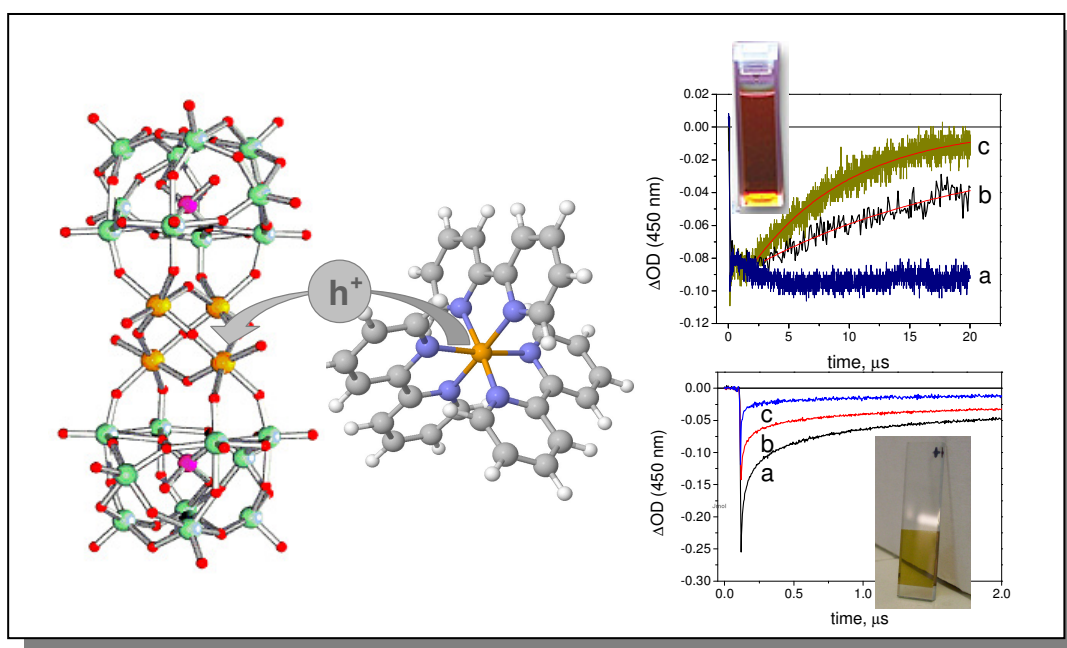 h⁺
0.02
0.00
-0.02
-0.04
-0.06
-0.08
-0.10
-0.12
ΔOD (450 nm)
c
b
a
0 5 10 15 20
time, μs
0.00
-0.05
-0.10
-0.15
-0.20
-0.25
-0.30
ΔOD (450 nm)
c
b
a
Jmol
0.0 0.5 1.0 2.0
time, μs